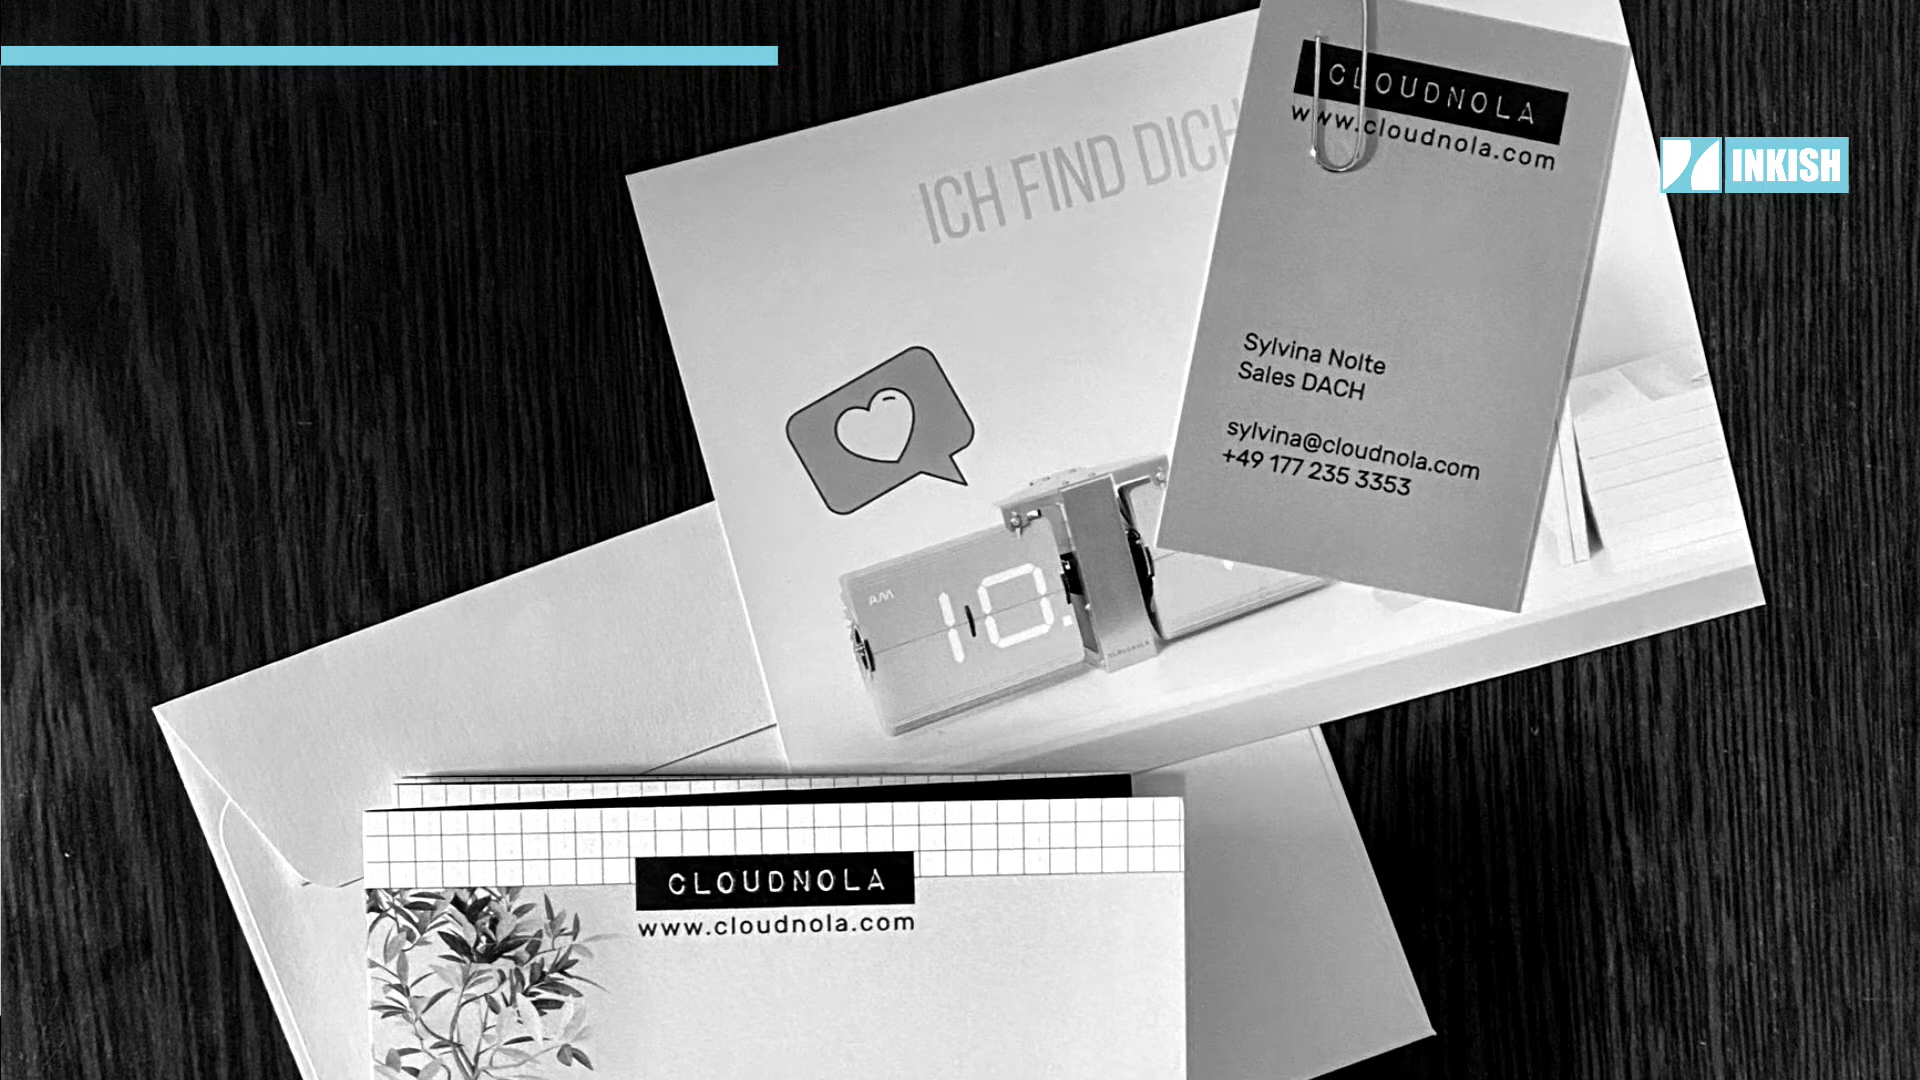 ICH FIND DICH
CLOUDNOLA
www.cloudnola.com
INKISH
Sylvina Nolte
Sales DACH
sylvina@cloudnola.com
+49 177 235 3353
AM
10
CLOUDNOLA
CLOUDNOLA
www.cloudnola.com